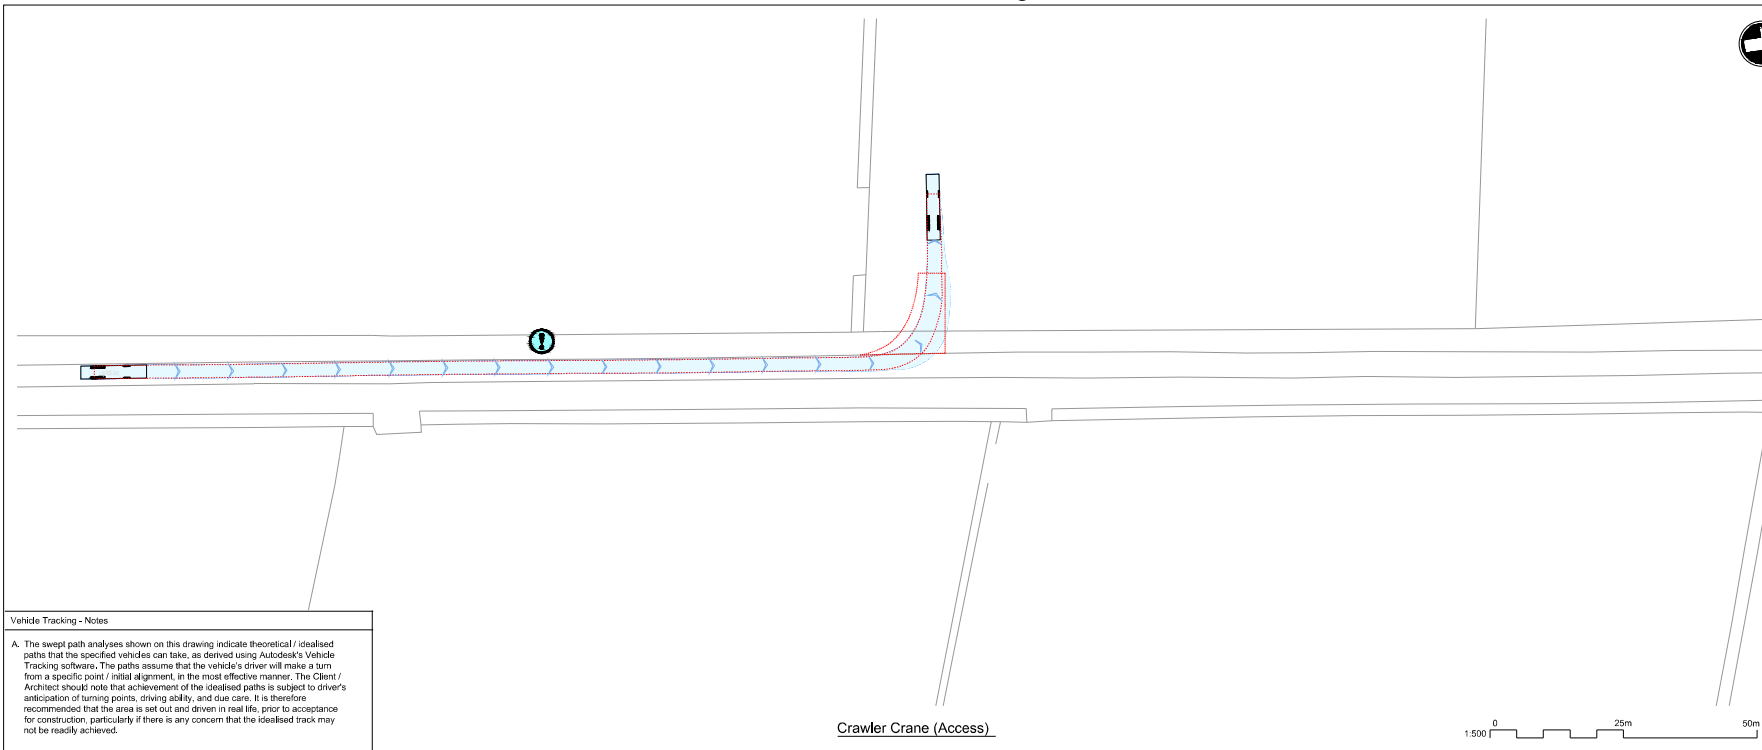 Vehicle Tracking - Notes
A. The swept path analyses shown on this drawing indicate theoretical / idealised
paths that the specified vehicles can take, as derived using Autodesk's Vehicle
Tracking software. The paths assume that the vehicle's driver will make a turn
from a specific point / initial alignment, in the most effective manner. The Client /
Architect should note that achievement of the idealised paths is subject to driver's
anticipation of turning points, driving ability, and due care. It is therefore
recommended that the area is set out and driven in real life, prior to acceptance
for construction, particularly if there is any concern that the idealised track may
not be readily achieved.
Crawler Crane (Access)
0 25m 50m
1:500